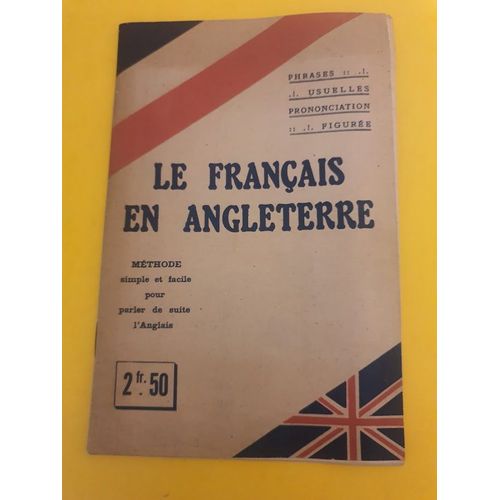 PHRASES :: .!.
.!. USUELLES
PRONONCIATION
:: .!. FIGURÉE
LE FRANÇAIS
EN ANGLETERRE
MÉTHODE
simple et facile
pour
parler de suite
l'Anglais
2 fr. 50